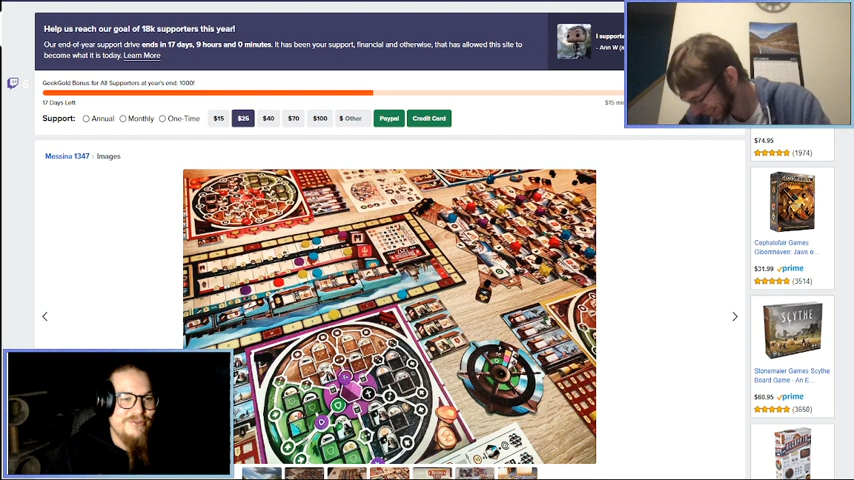 Help us reach our goal of 18k supporters this year!
Our end-of-year support drive ends in 17 days, 9 hours and 0 minutes. It has been your support, financial and otherwise, that has allowed this site to
become what it is today. Learn More
I supporte
- Ann W (a
GeekGold Bonus for All Supporters at year's end: 1000!
17 Days Left
$15 min
Support: Annual Monthly One-Time $15 $25 $40 $70 $100 $ Other Paypal Credit Card
Messina 1347 › Images
$74.95
(1974)
Cephalofair Games
Gloomhaven: Jaws o...
$31.99 prime
(3514)
SCYTHE
Stonemaier Games Scythe
Board Game - An E...
$60.95 prime
(3650)